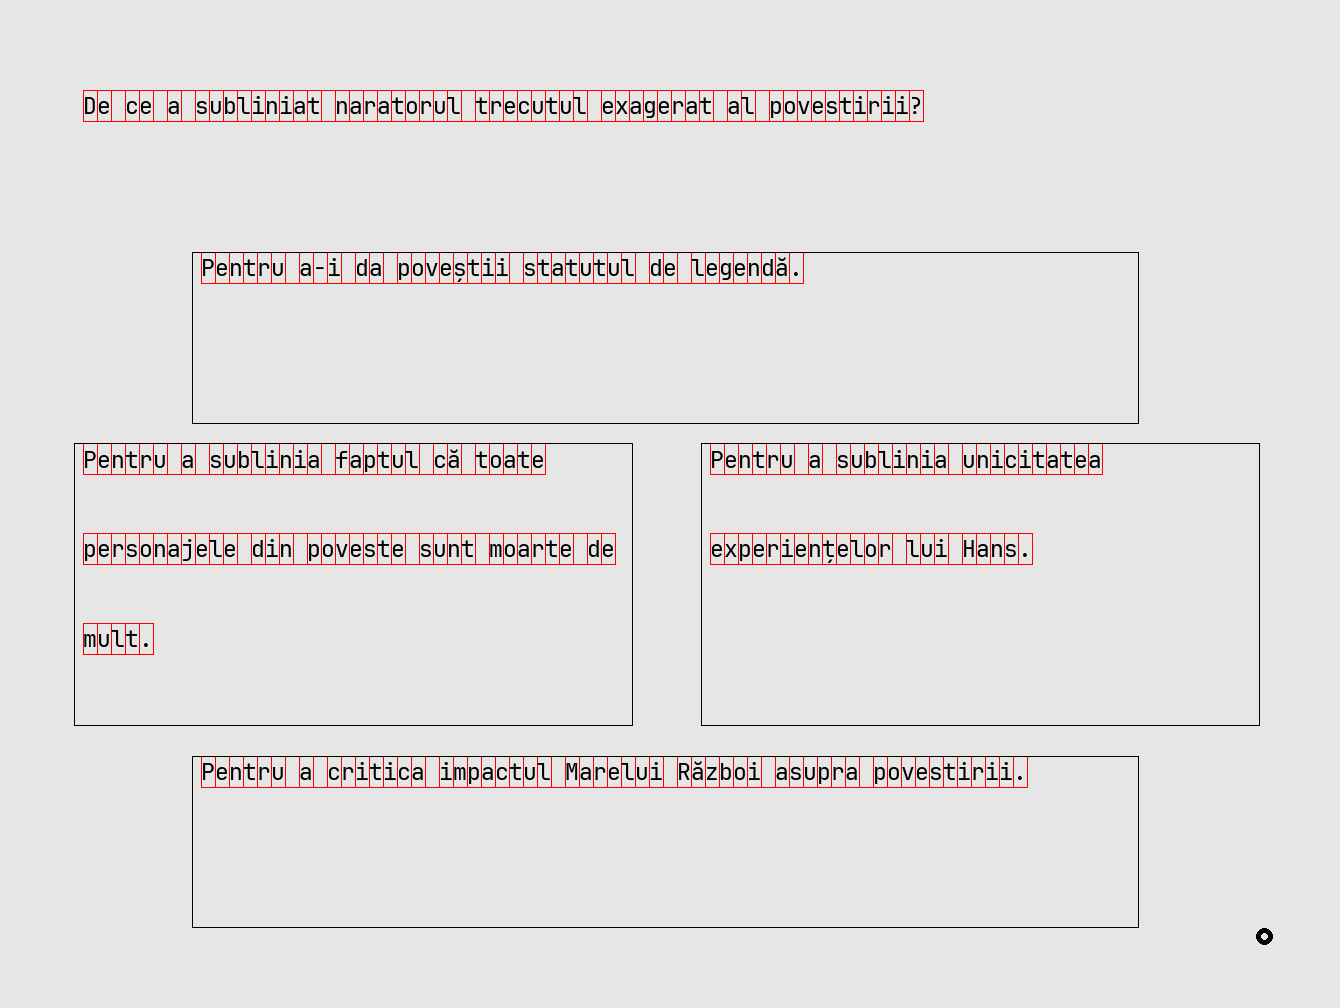 De ce a subliniat naratorul trecutul exagerat al povestirii?
Pentru a-i da poveștii statutul de legendă.
Pentru a sublinia faptul că toate
personajele din poveste sunt moarte de
mult.
Pentru a sublinia unicitatea
experiențelor lui Hans.
Pentru a critica impactul Marelui Război asupra povestirii.